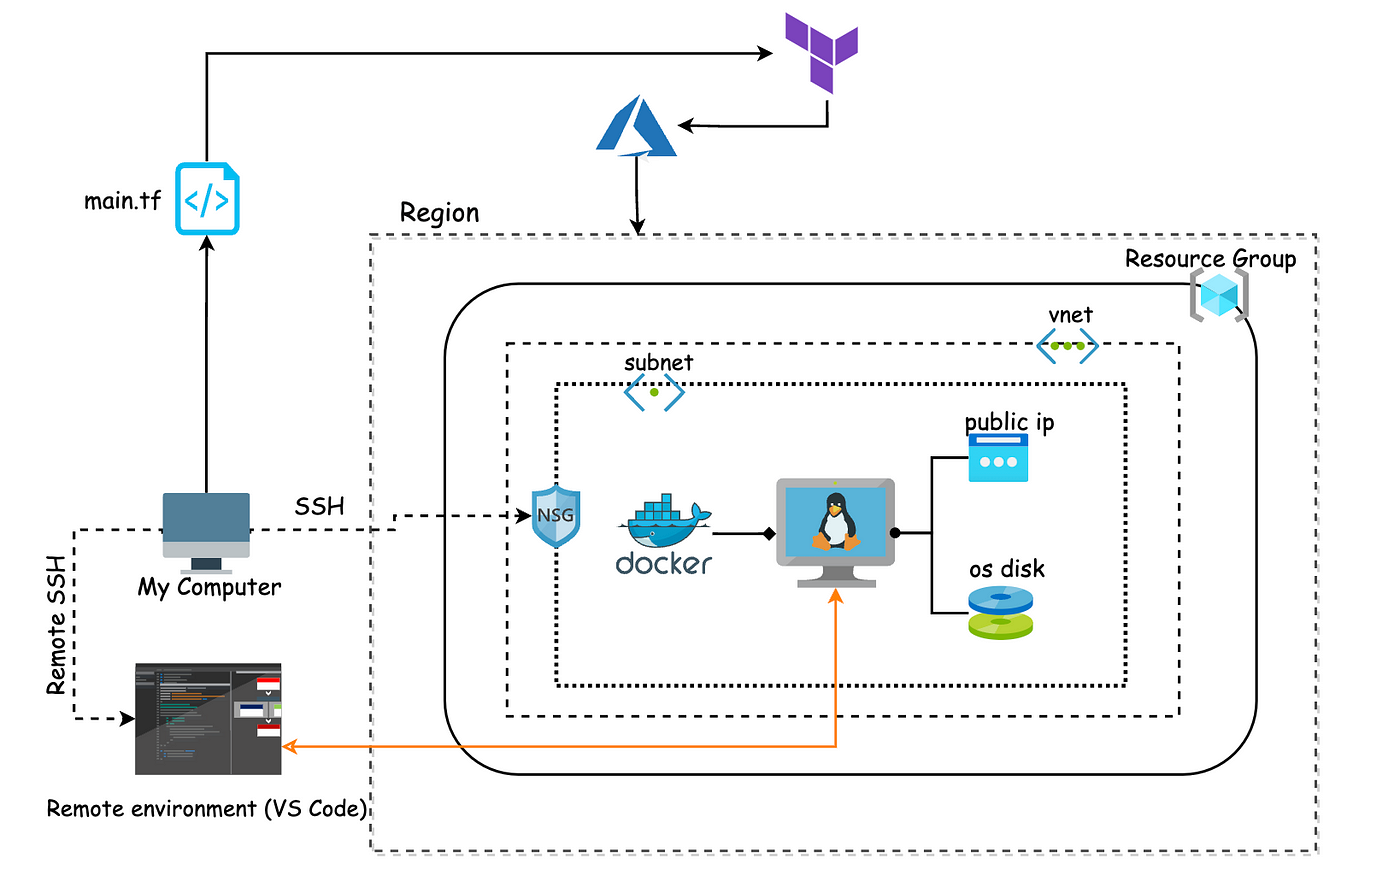 main.tf
</>
Region
Resource Group
vnet
subnet
public ip
SSH
NSG
docker
os disk
My Computer
Remote SSH
Remote environment (VS Code)